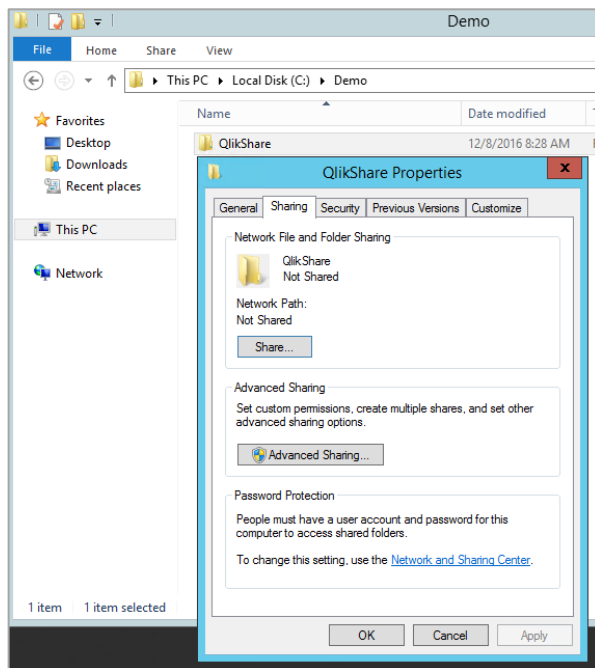 Demo
File Home Share View
This PC Local Disk (C:) Demo
Name Date modified
Favorites
Desktop
Downloads
Recent places
This PC
Network
QlikShare 12/8/2016 8:28 AM
QlikShare Properties
General Sharing Security Previous Versions Customize
Network File and Folder Sharing
QlikShare
Not Shared
Network Path:
Not Shared
Share...
Advanced Sharing
Set custom permissions, create multiple shares, and set other
advanced sharing options.
Advanced Sharing...
Password Protection
People must have a user account and password for this
computer to access shared folders.
To change this setting, use the Network and Sharing Center.
OK Cancel Apply
1 item 1 item selected